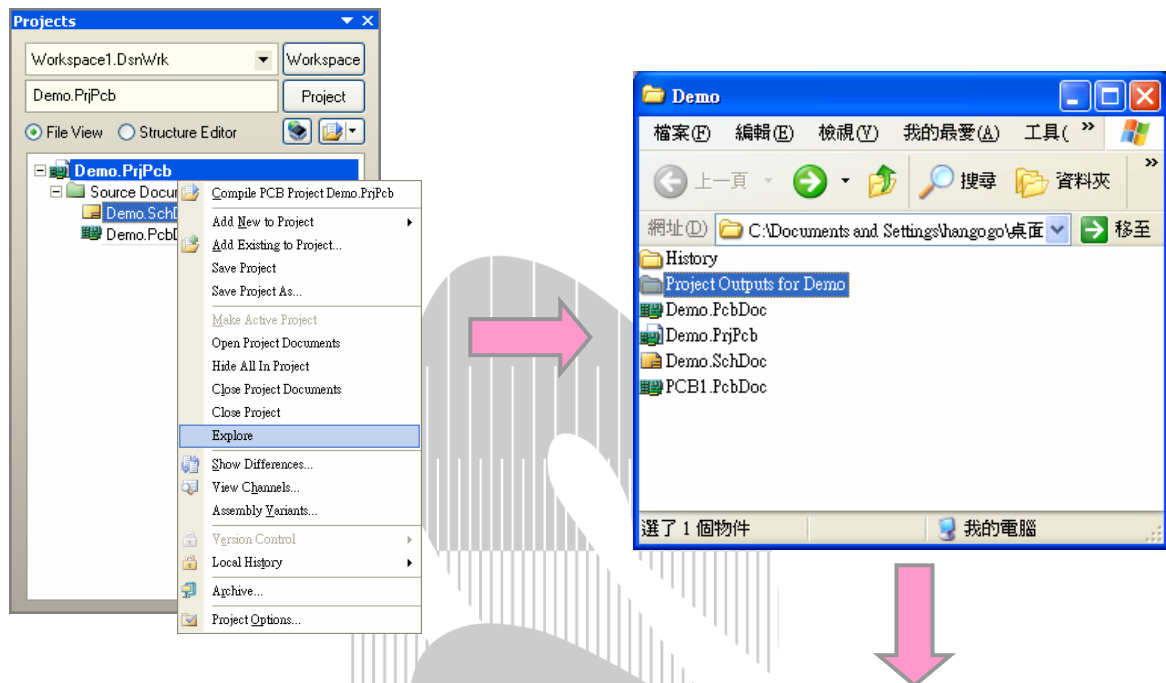 Projects
Workspace1.DsnWrk
Workspace
Demo.PrjPcb
Project
File View
Structure Editor
Demo.PrjPcb
Source Docum
Demo.SchD
Demo.PcbD
Compile PCB Project Demo.PrjPcb
Add New to Project
Add Existing to Project...
Save Project
Save Project As...
Make Active Project
Open Project Documents
Hide All In Project
Close Project Documents
Close Project
Explore
Show Differences...
View Channels...
Assembly Variants...
Version Control
Local History
Archive...
Project Options...
Demo
檔案(F) 編輯(E) 檢視(V) 我的最愛(A) 工具( »
上一頁 搜尋 資料夾 »
網址(D) C:\Documents and Settings\hangogo\桌面 移至
History
Project Outputs for Demo
Demo.PcbDoc
Demo.PrjPcb
Demo.SchDoc
PCB1.PcbDoc
選了 1 個物件 我的電腦